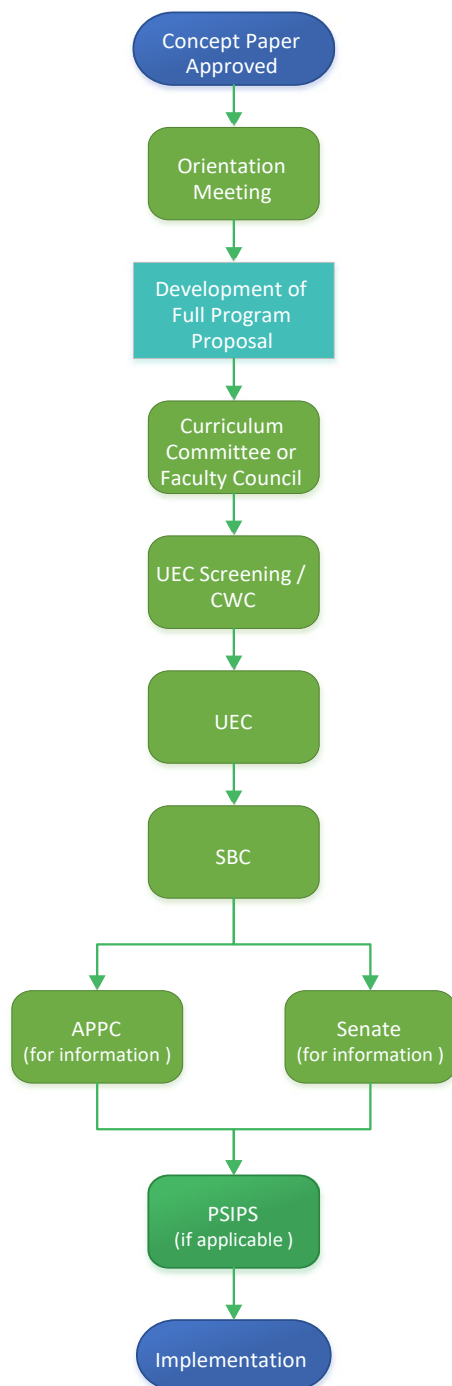 Concept Paper
Approved
Orientation
Meeting
Development of
Full Program
Proposal
Curriculum
Committee or
Faculty Council
UEC Screening /
CWC
UEC
SBC
APPC
(for information )
Senate
(for information )
PSIPS
(if applicable )
Implementation